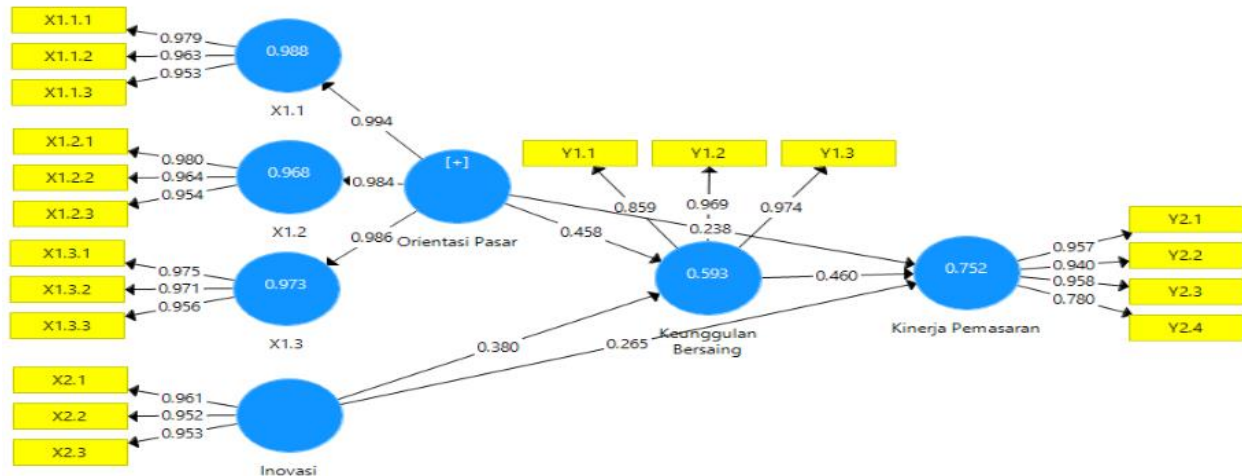 X1.1.1
X1.1.2
X1.1.3
0.979
0.963
0.953
0.988
X1.1
0.994
X1.2.1
X1.2.2
X1.2.3
0.980
0.964
0.954
0.968
X1.2
0.984
X1.3.1
X1.3.2
X1.3.3
0.975
0.971
0.956
0.973
X1.3
0.986
[+]
Orientasi Pasar
0.458
0.238
X2.1
X2.2
X2.3
0.961
0.952
0.953
Inovasi
0.380
0.265
Y1.1
Y1.2
Y1.3
0.859
0.969
0.974
0.593
Keunggulan
Bersaing
0.460
0.752
Kinerja Pemasaran
0.957
0.940
0.958
0.780
Y2.1
Y2.2
Y2.3
Y2.4